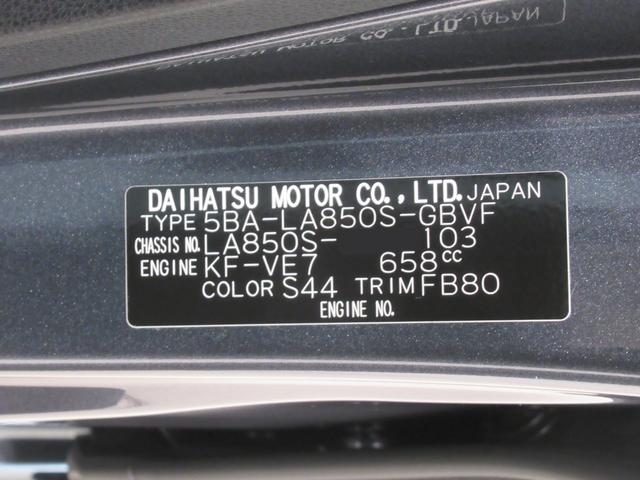 DAIHATSU MOTOR CO., LTD. JAPAN
TYPE 5BA-LA850S-GBVF
CHASSIS NO. LA850S- 103
ENGINE KF-VE7 658cc
COLOR S44 TRIM FB80
ENGINE NO.